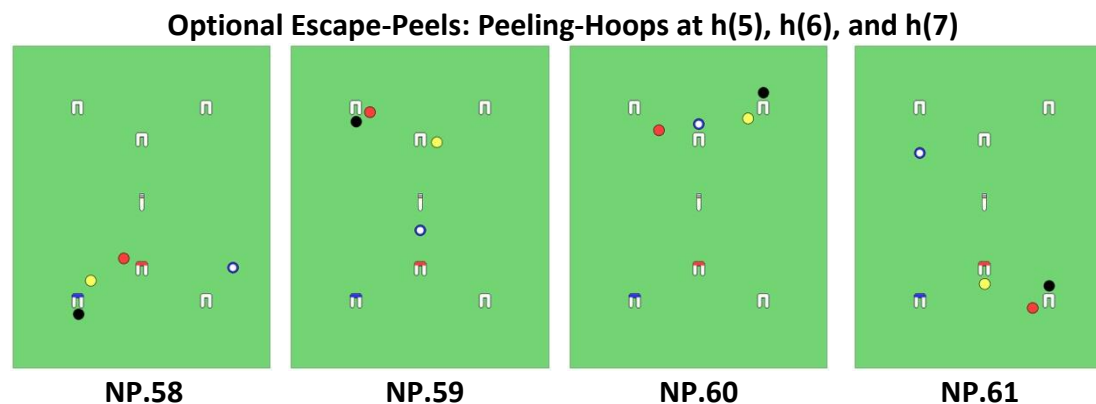 Optional Escape-Peels: Peeling-Hoops at h(5), h(6), and h(7)
NP.58 NP.59 NP.60 NP.61